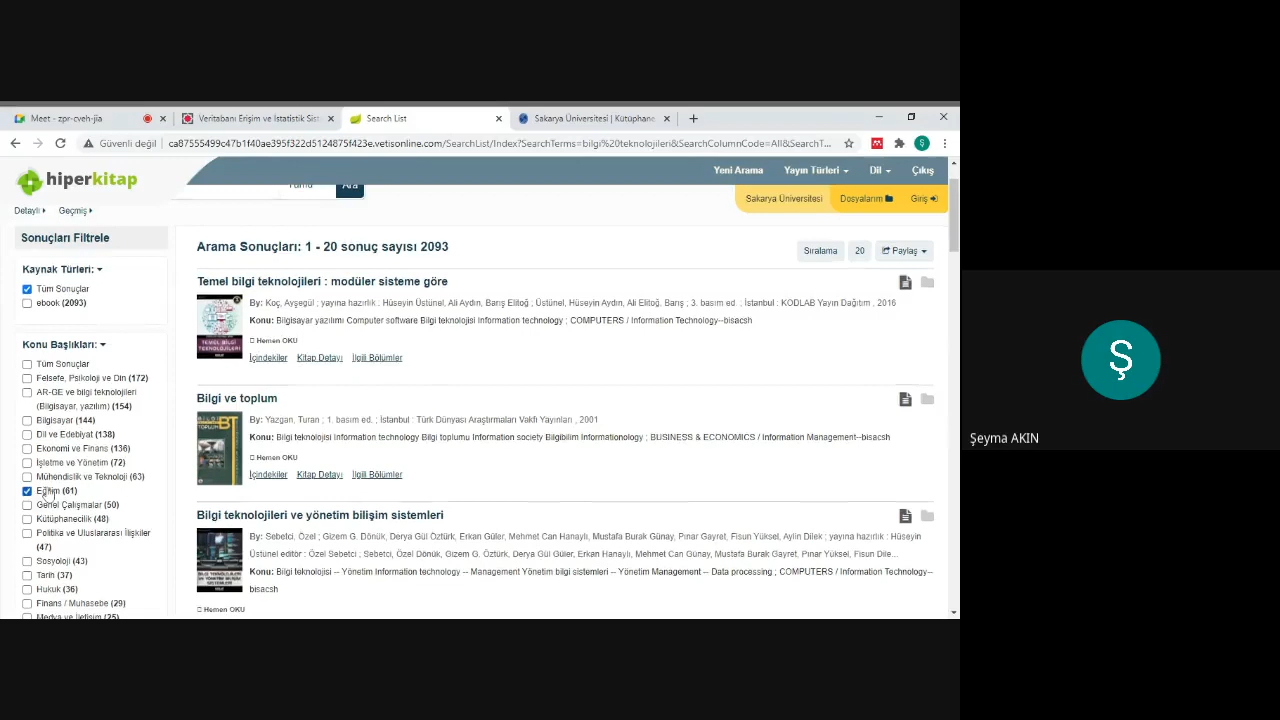 Meet - zpr-cveh-jia
Veritabanı Erişim ve İstatistik Sist
Search List
Sakarya Üniversitesi | Kütüphane
Güvenli değil
ca87555499c47b1f40ae395f322d5124875f423e.vetisonline.com/SearchList/Index?SearchTerms=bilgi%20teknolojileri&SearchColumnCode=All&SearchT...
Ş
hiperkitap
Yeni Arama
Yayın Türleri
Dil
Çıkış
Ara
Sakarya Üniversitesi
Dosyalarım
Giriş
Detaylı
Geçmiş
Sonuçları Filtrele
Kaynak Türleri:
Tüm Sonuçlar
ebook (2093)
Konu Başlıkları:
Tüm Sonuçlar
Felsefe, Psikoloji ve Din (172)
AR-GE ve bilgi teknolojileri
(Bilgisayar, yazılım) (154)
Bilgisayar (144)
Dil ve Edebiyat (138)
Ekonomi ve Finans (136)
İşletme ve Yönetim (72)
Mühendislik ve Teknoloji (63)
Eğitim (61)
Genel Çalışmalar (50)
Kütüphanecilik (48)
Politika ve Uluslararası İlişkiler
(47)
Sosyoloji (43)
Tarih (37)
Hukuk (36)
Finans / Muhasebe (29)
Medya ve İletişim (25)
Arama Sonuçları: 1 - 20 sonuç sayısı 2093
Sıralama
20
Paylaş
Temel bilgi teknolojileri : modüler sisteme göre
By: Koç, Ayşegül ; yayına hazırlık : Hüseyin Üstünel, Ali Aydın, Barış Elitoğ ; Üstünel, Hüseyin Aydın, Ali Elitoğ, Barış ; 3. basım ed. ; İstanbul : KODLAB Yayın Dağıtım , 2016
Konu: Bilgisayar yazılımı Computer software Bilgi teknolojisi Information technology ; COMPUTERS / Information Technology--bisacsh
Hemen OKU
İçindekiler
Kitap Detayı
İlgili Bölümler
Bilgi ve toplum
By: Yazgan, Turan ; 1. basım ed. ; İstanbul : Türk Dünyası Araştırmaları Vakfı Yayınları , 2001
Konu: Bilgi teknolojisi Information technology Bilgi toplumu Information society Bilgibilim Informationology ; BUSINESS & ECONOMICS / Information Management--bisacsh
Hemen OKU
İçindekiler
Kitap Detayı
İlgili Bölümler
Bilgi teknolojileri ve yönetim bilişim sistemleri
By: Sebetci, Özel ; Gizem G. Dönük, Derya Gül Öztürk, Erkan Güler, Mehmet Can Hanaylı, Mustafa Burak Günay, Pınar Gayret, Fisun Yüksel, Aylin Dilek ; yayına hazırlık : Hüseyin
Üstünel editör : Özel Sebetci ; Sebetci, Özel Dönük, Gizem G. Öztürk, Derya Gül Güler, Erkan Hanaylı, Mehmet Can Günay, Mustafa Burak Gayret, Pınar Yüksel, Fisun Dile...
Konu: Bilgi teknolojisi -- Yönetim Information technology -- Management Yönetim bilgi sistemleri -- Yönetim Management -- Data processing ; COMPUTERS / Information Technology--
bisacsh
Hemen OKU
Ş
Şeyma AKIN